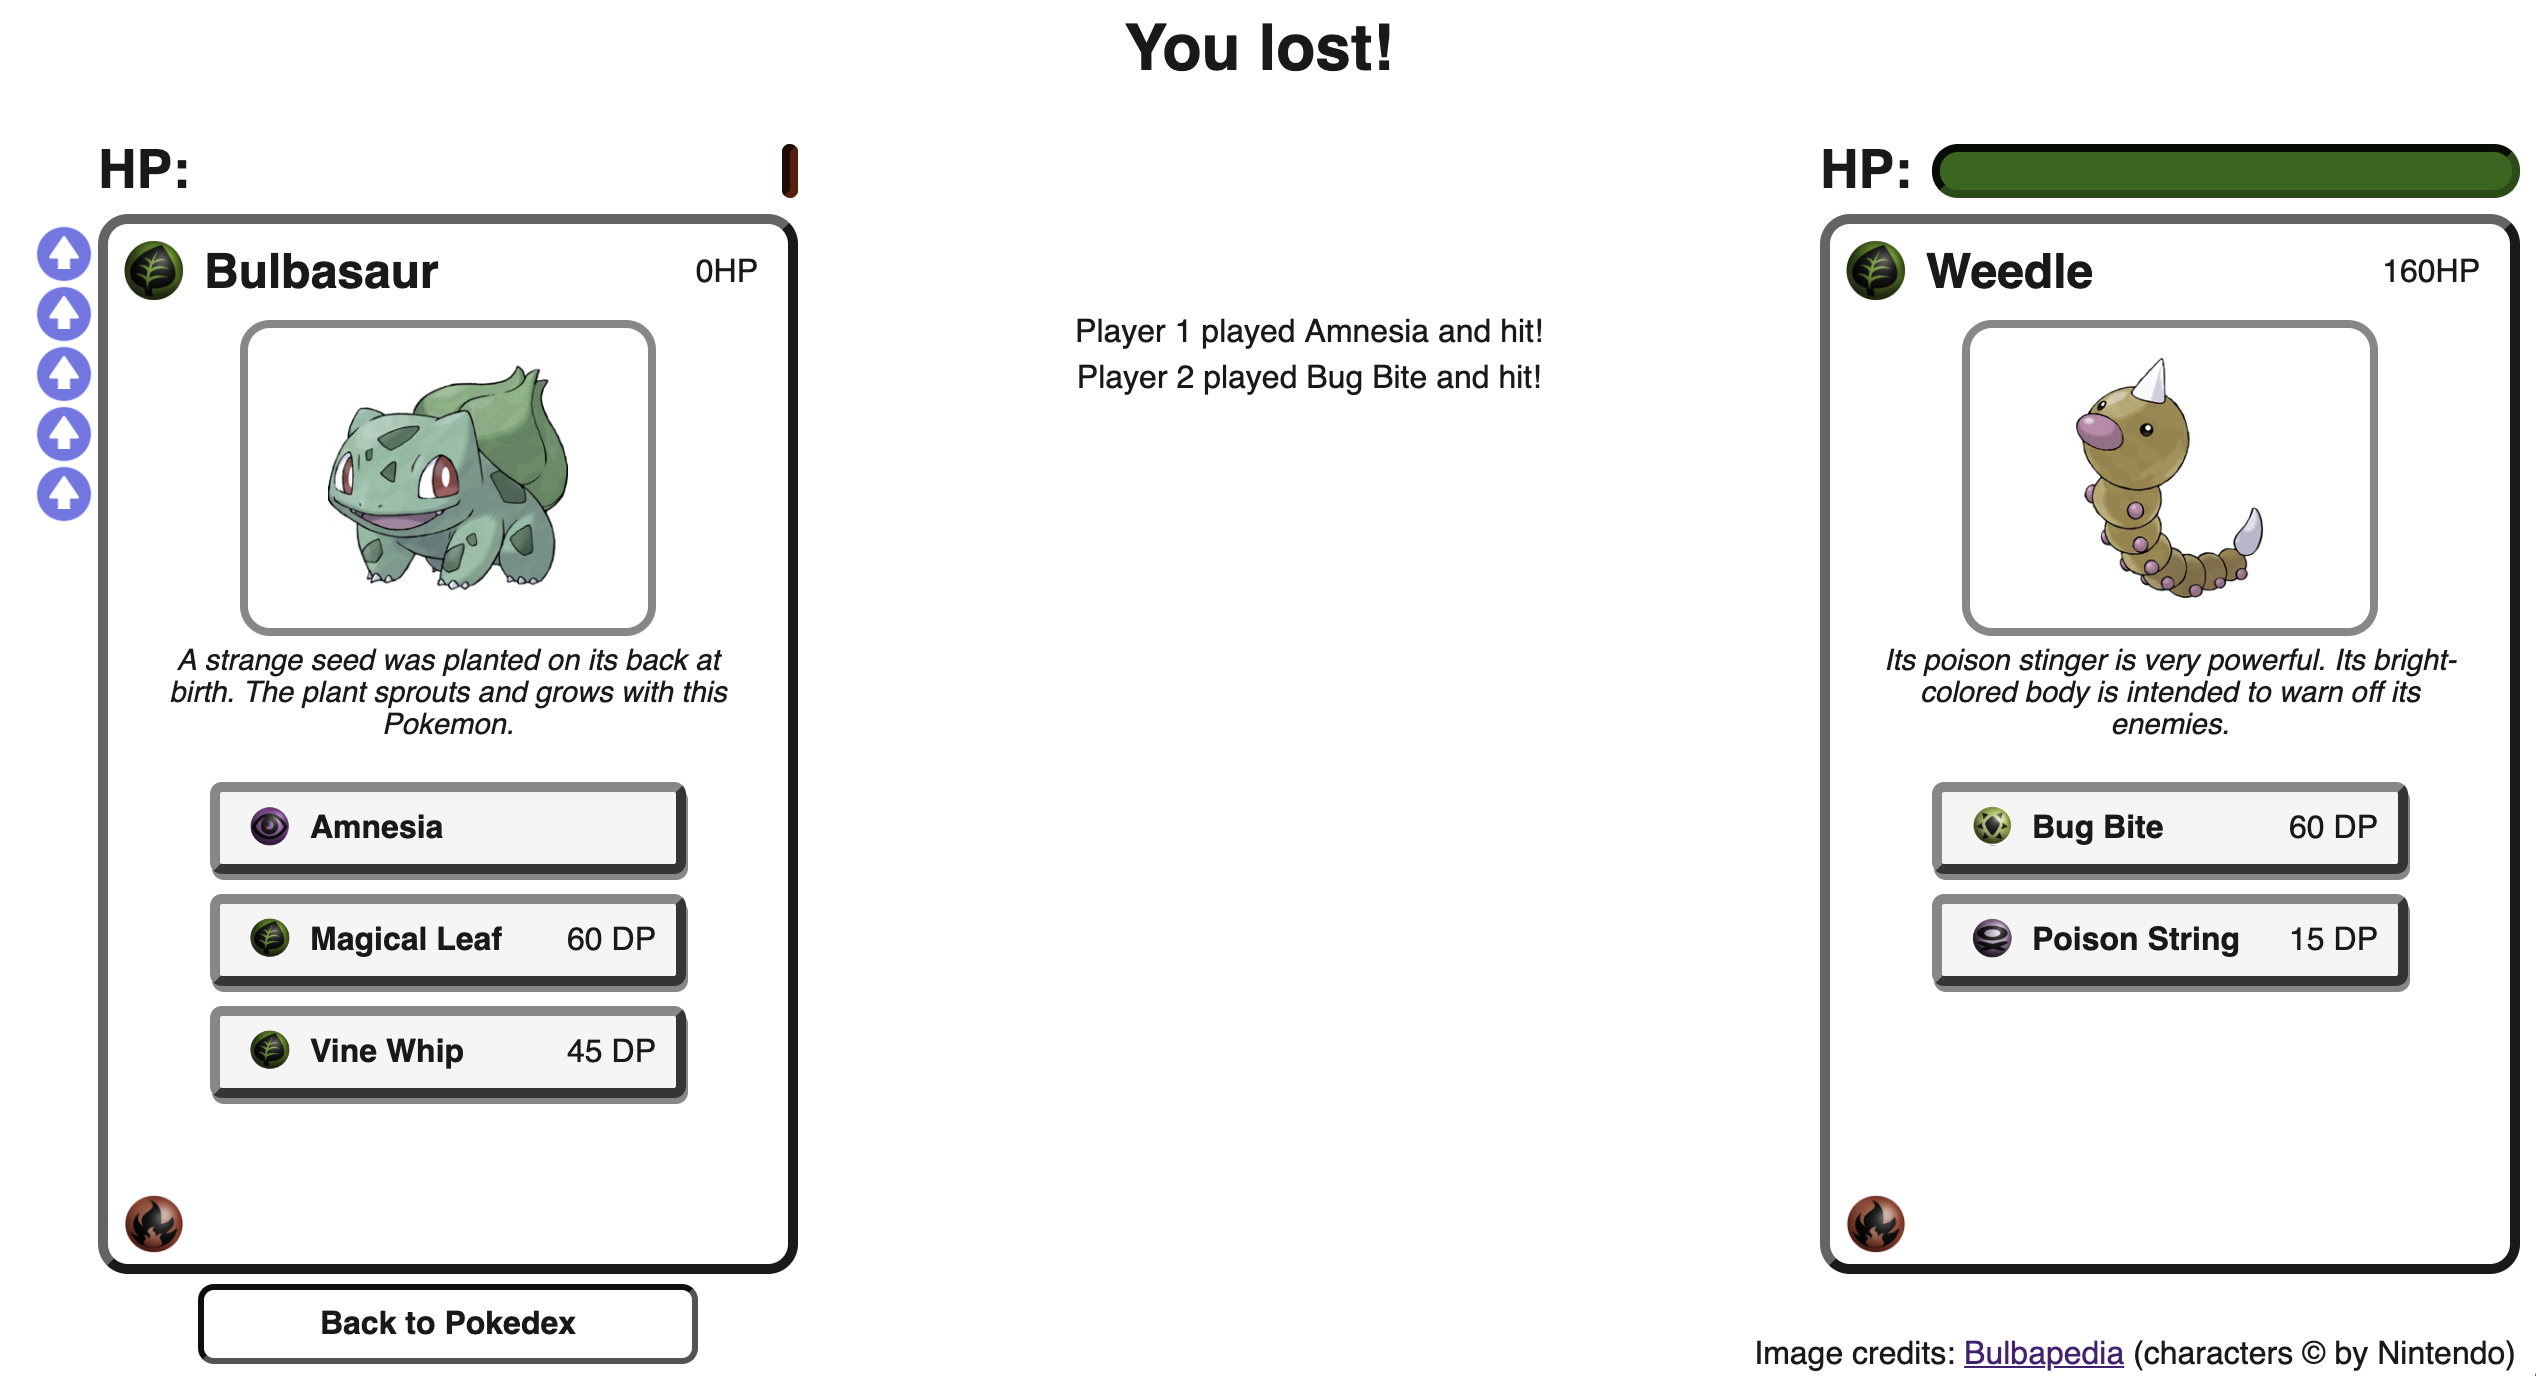 You lost!
HP:
Bulbasaur 0HP
A strange seed was planted on its back at
birth. The plant sprouts and grows with this
Pokemon.
Amnesia
Magical Leaf 60 DP
Vine Whip 45 DP
Back to Pokedex
Player 1 played Amnesia and hit!
Player 2 played Bug Bite and hit!
HP:
Weedle 160HP
Its poison stinger is very powerful. Its bright-
colored body is intended to warn off its
enemies.
Bug Bite 60 DP
Poison String 15 DP
Image credits: Bulbapedia (characters © by Nintendo)